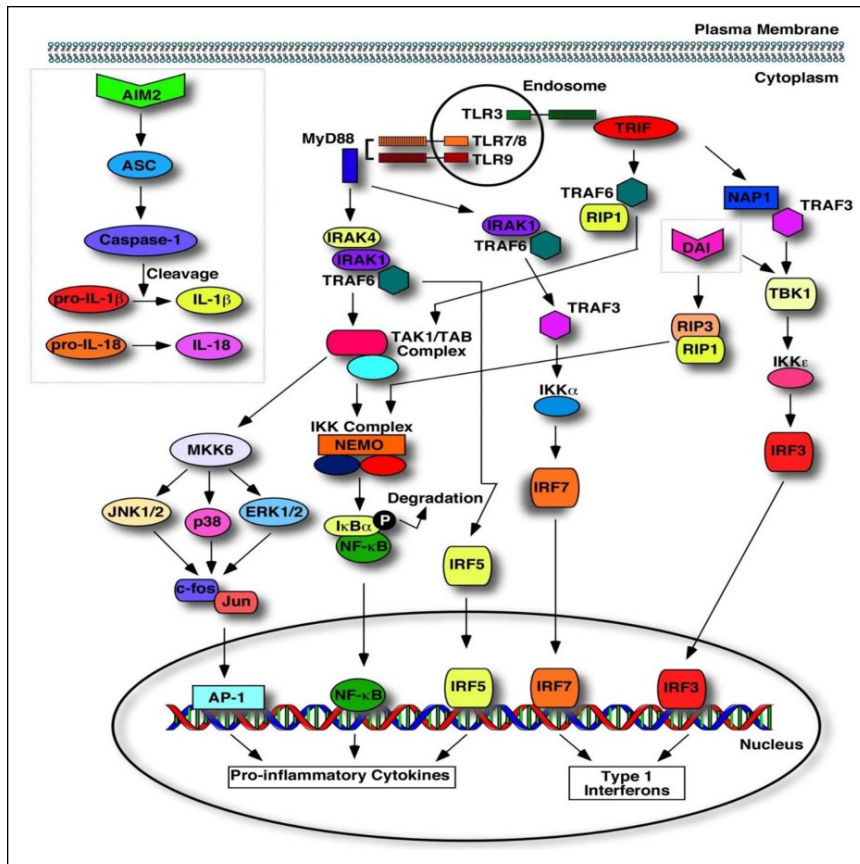 Plasma Membrane
Cytoplasm
AIM2
ASC
Caspase-1
Cleavage
pro-IL-1β
IL-1β
pro-IL-18
IL-18
Endosome
TLR3
TLR7/8
TLR9
MyD88
TRIF
TRAF6
RIP1
NAP1
TRAF3
DAI
TBK1
RIP3
RIP1
IKKε
IRF3
IRAK4
IRAK1
TRAF6
IRAK1
TRAF6
TRAF3
IKKα
IRF7
TAK1/TAB
Complex
IKK Complex
NEMO
MKK6
JNK1/2
p38
ERK1/2
c-fos
Jun
Degradation
IκBα
P
NF-κB
IRF5
AP-1
NF-κB
IRF5
IRF7
IRF3
Nucleus
Pro-inflammatory Cytokines
Type 1
Interferons